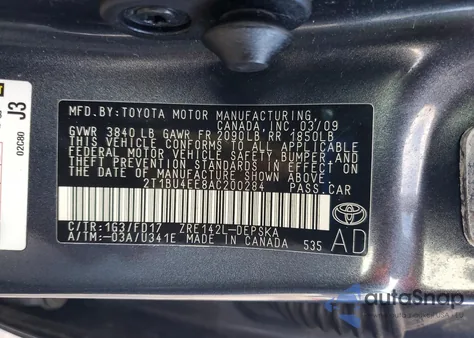 MFD.BY:TOYOTA MOTOR MANUFACTURING,
CANADA, INC. 03/09
GVWR 3840 LB GAWR FR 2090LB RR 1850LB
THIS VEHICLE CONFORMS TO ALL APPLICABLE
FEDERAL MOTOR VEHICLE SAFETY, BUMPER, AND
THEFT PREVENTION STANDARDS IN EFFECT ON
THE DATE OF MANUFACTURE SHOWN ABOVE.
2T1BU4EE8AC200284 PASS.CAR
C/TR:1G3/FD17 ZRE142L-DEPSKA
A/TM:-03A/U341E MADE IN CANADA 535
AD
J3
02C80
autoSnap